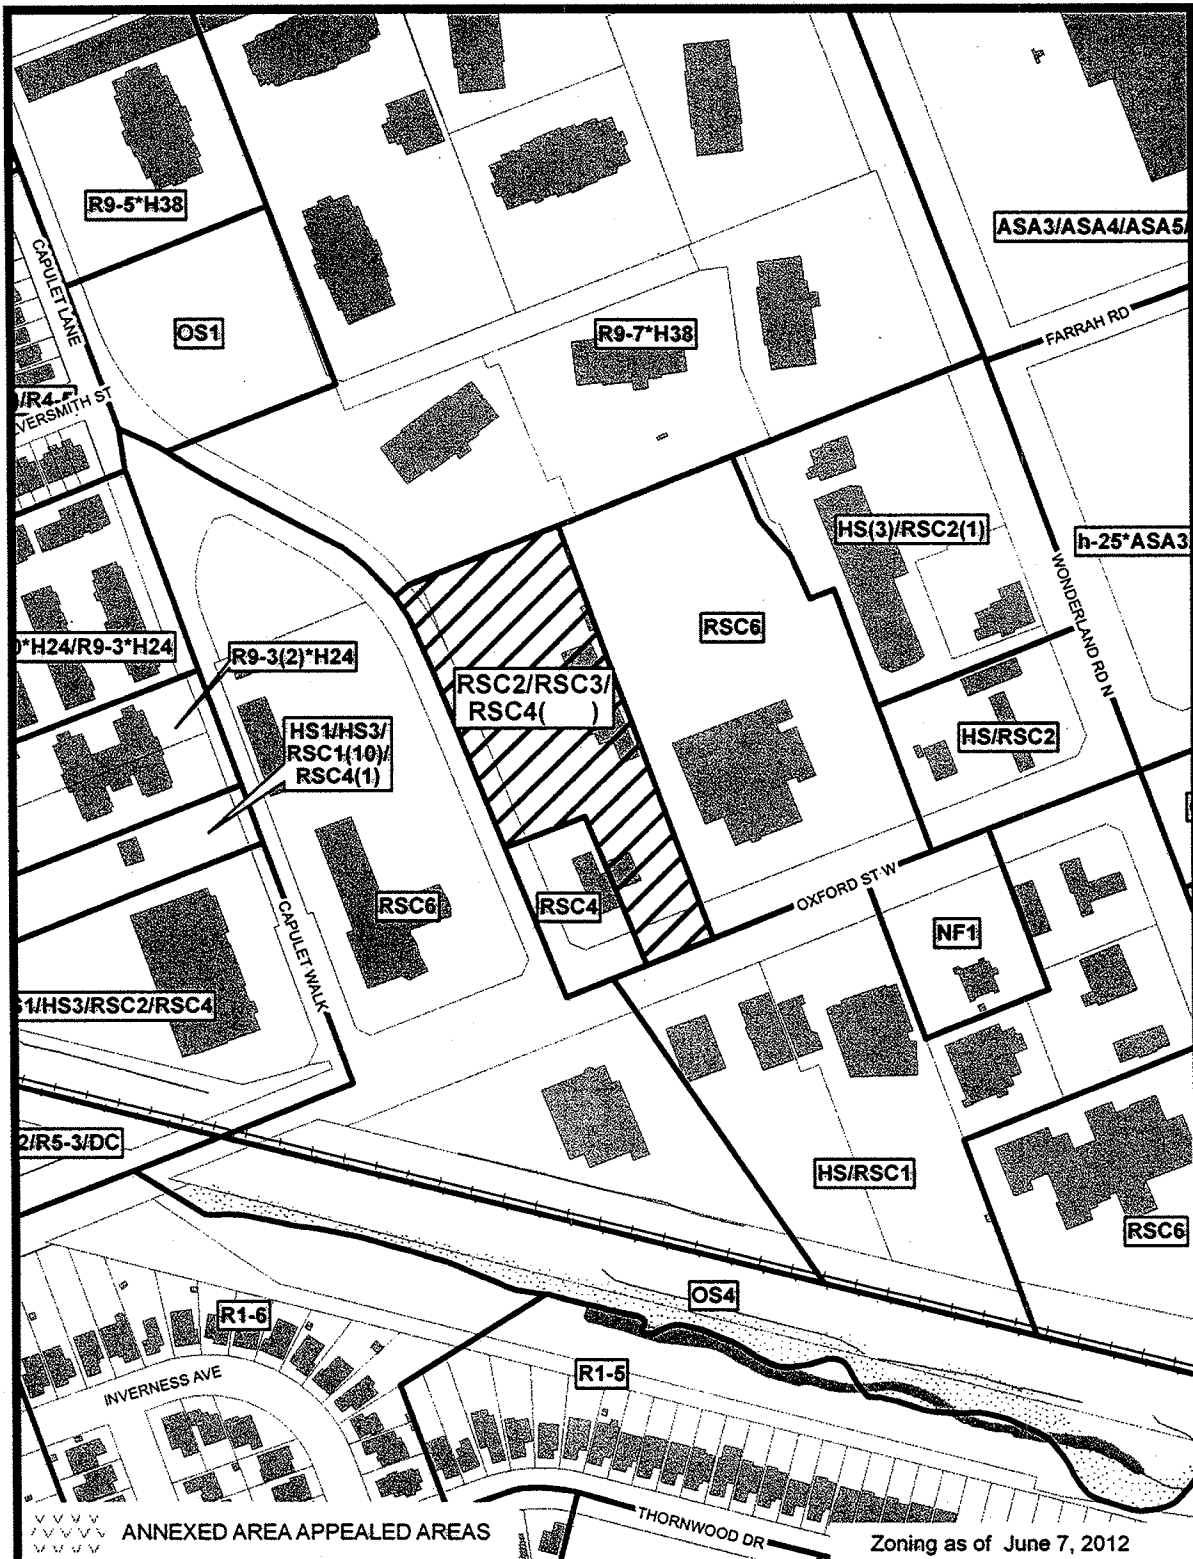 R9-5*H38
ASA3/ASA4/ASA5/
CAPULET LANE
OS1
R9-7*H38
FARRAH RD
/R4-5
VERSMITH ST
HS(3)/RSC2(1)
h-25*ASA3
WONDERLAND RD N
RSC6
0*H24/R9-3*H24
R9-3(2)*H24
RSC2/RSC3/
RSC4( )
HS1/HS3/
RSC1(10)/
RSC4(1)
HS/RSC2
OXFORD ST W
RSC6
RSC4
NF1
CAPULET WALK
S1/HS3/RSC2/RSC4
2/R5-3/DC
HS/RSC1
RSC6
OS4
R1-6
R1-5
INVERNESS AVE
THORNWOOD DR
ANNEXED AREA APPEALED AREAS
Zoning as of June 7, 2012